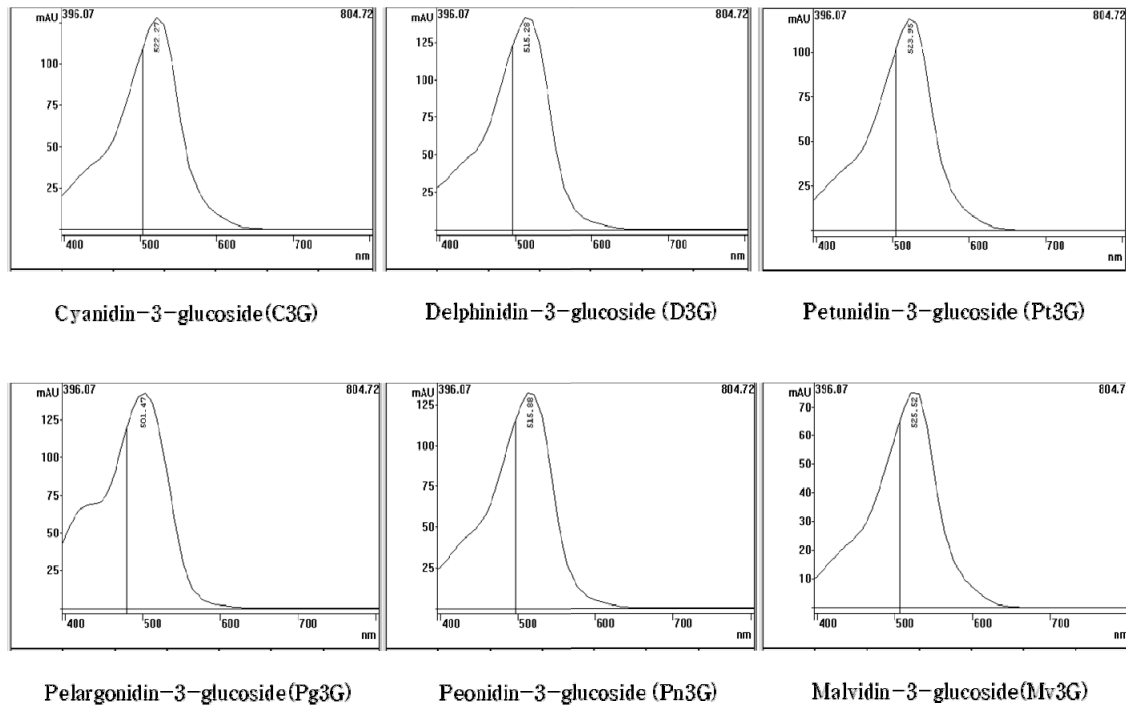 mAU 396.07 804.72
522.27
100
75
50
25
400 500 600 700
nm
Cyanidin-3-glucoside(C3G)
mAU 396.07 804.72
515.28
125
100
75
50
25
400 500 600 700
nm
Delphinidin-3-glucoside (D3G)
mAU 396.07 804.72
523.95
100
75
50
25
400 500 600 700
nm
Petunidin-3-glucoside (Pt3G)
mAU 396.07 804.72
501.47
125
100
75
50
25
400 500 600 700
nm
Pelargonidin-3-glucoside(Pg3G)
mAU 396.07 804.72
515.88
125
100
75
50
25
400 500 600 700
nm
Peonidin-3-glucoside (Pn3G)
mAU 396.07 804.7
525.52
70
60
50
40
30
20
10
400 500 600 700
nm
Malvidin-3-glucoside(Mv3G)